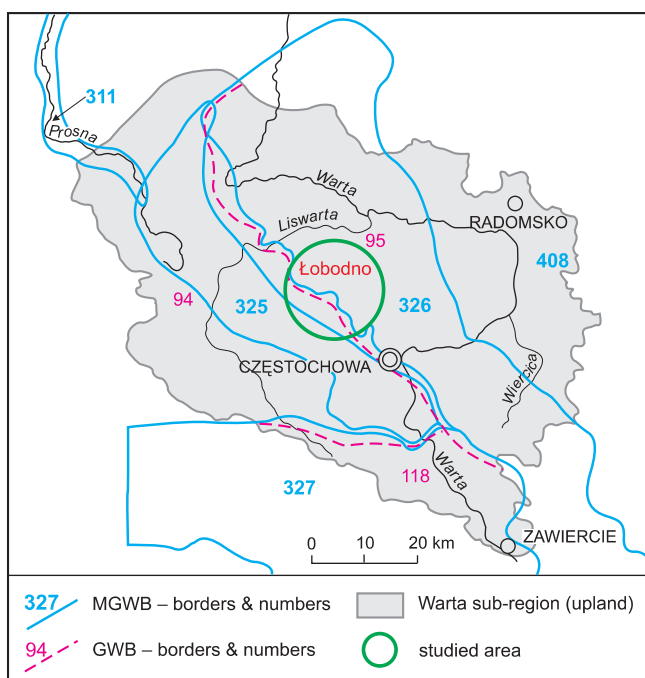 311
Prosna
Warta
RADOMSKO
Liswarta
95
408
Łobodno
94
325
326
CZĘSTOCHOWA
Wiercica
118
Warta
327
ZAWIERCIE
0 10 20 km
327 MGWB – borders & numbers
Warta sub-region (upland)
94 GWB – borders & numbers
studied area